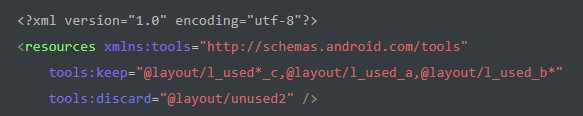 <?xml version="1.0" encoding="utf-8"?>
<resources xmlns:tools="http://schemas.android.com/tools"
tools:keep="@layout/l_used*_c,@layout/l_used_a,@layout/l_used_b*"
tools:discard="@layout/unused2" />